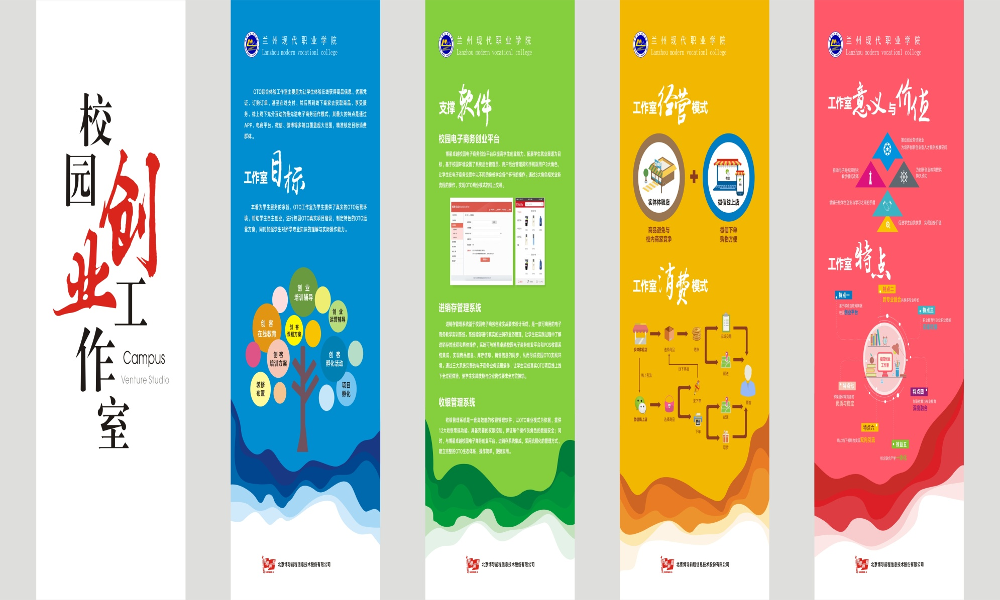 校
园
创
业
工
作
室
Campus
Venture Studio
兰州现代职业学院
Lanzhou modern vocationl college
OTO综合体验工作室主要是为让学生体验在线获得商品信息、优惠凭
证、订购订单、甚至在线支付，然后再到线下商家去获取商品、享受服
务、线上线下充分互动的最先进电子商务运作模式，其最大的特点是通过
APP、电商平台、微信、微博等多端口覆盖超大范围，精准锁定目标消费
群体。
工作室目标
本着为学生服务的宗旨，OTO工作室为学生提供了真实的OTO运营环
境，帮助学生自主创业，进行校园OTO真实项目建设，制定特色的OTO运
营方案，同时加强学生对所学专业知识的理解与实际操作能力。
创 业
培训辅导
创 业
运营辅导
创 客
在线教育
创 客
课程方案
创 客
培训方案
创 客
孵化活动
装修
布置
项目
孵化
北京博导前程信息技术股份有限公司
兰州现代职业学院
Lanzhou modern vocationl college
支撑软件
校园电子商务创业平台
博星卓越校园电子商务创业平台以提高学生创业能力、拓展学生就业渠道为目
标，基于校园环境设置了系统后台管理员、商户后台管理员和手机端用户3大角色，
让学生在电子商务交易中以不同的身份学会各个环节的操作。通过3大角色相关业务
流程的操作，实现OTO商业模式的线上交易。
进销存管理系统
进销存管理系统基于校园电子商务创业实战要求设计而成，是一款可商用的电子
商务教学实训系统。系统能够进行真实的进销存业务管理，让学生在实践过程中了解
进销存的流程和具体操作，系统可与博星卓越校园电子商务创业平台和POS收银系
统集成，实现商品信息、库存信息、销售信息的同步，从而形成校园OTO实践环
境。通过三大系统完整的电子商务业务流程操作，让学生完成真实OTO项目线上线
下全过程体验，使学生实践技能与企业岗位要求全方位接轨。
收银管理系统
收银管理系统是一套高效能的收银管理软件，以OTO商业模式为依据，提供
12大收银常规功能、具备完善的权限控制，保证每个操作员角色的数据安全；同
时，与博星卓越校园电子商务创业平台、进销存系统集成，采用流程化的管理方式，
建立完整的OTO生态体系，操作简单，便捷实用。
北京博导前程信息技术股份有限公司
兰州现代职业学院
Lanzhou modern vocationl college
工作室经营模式
实体体验店
微信
微信线上店
商品避免与
校内商家竞争
微信下单
购物方便
工作室消费模式
实体体验店
选择商品
结账
完成交易
配送
线上引流
线下体验
未下单
顾客
微信线上店
选择商品
下单
配送
取货
北京博导前程信息技术股份有限公司
兰州现代职业学院
Lanzhou modern vocationl college
工作室意义与价值
推动创业带动就业
为培养创新创业型人才提供发展空间
推动电子商务深层次
教学模式改革
为创新创业教育提供
持久动力
缓解在校学生创业与学习之间的矛盾
促进学生自我发展、实现自身价值
工作室特点
特点一
基于移动互联网铸就
校园创业平台
特点二
跨专业融合共享多专业特长
特点三
职业教育与企业职业技能
校园创业
工作室
特点七
多渠道保障货源的
优质与稳定
特点四
创业教育与专业教育
深度融合
特点六
线上线下相结合实现双向引流
效益五
校企联合产学一体化
北京博导前程信息技术股份有限公司